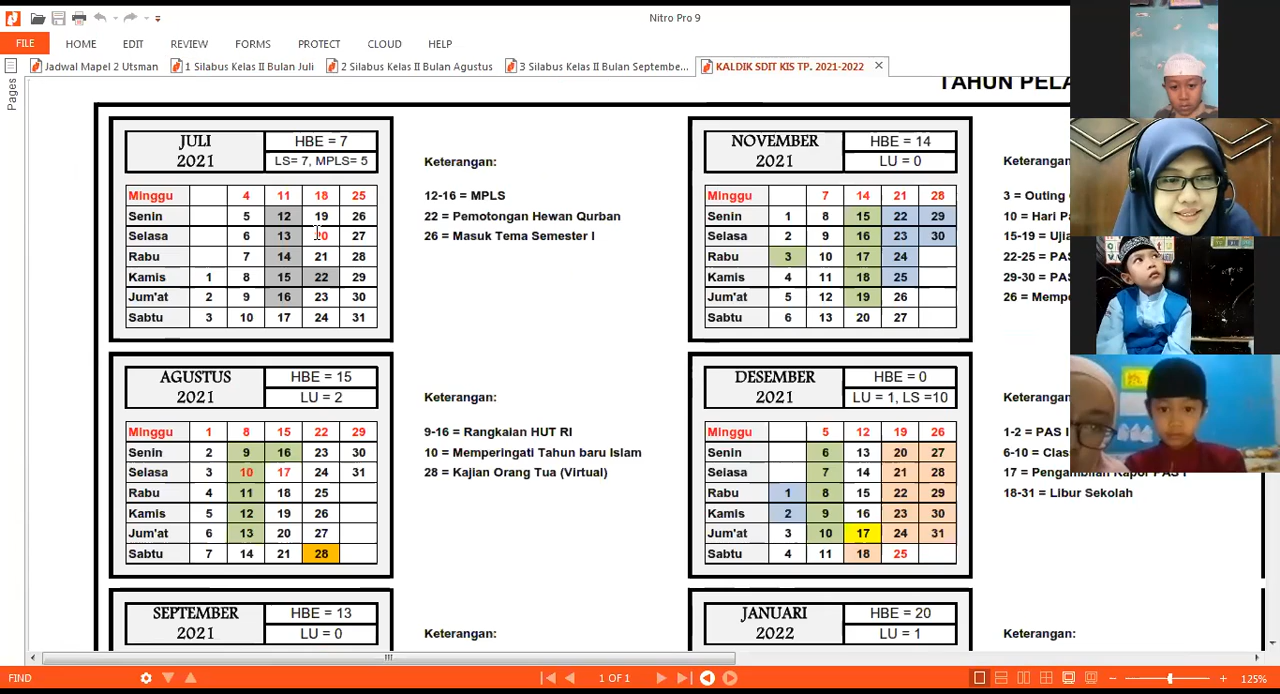 Nitro Pro 9
FILE HOME EDIT REVIEW FORMS PROTECT CLOUD HELP
Jadwal Mapel 2 Utsman 1 Silabus Kelas II Bulan Juli 2 Silabus Kelas II Bulan Agustus 3 Silabus Kelas II Bulan Septembe... KALDIK SDIT KIS TP. 2021-2022
Pages
TAHUN
JULI 2021
HBE = 7
LS= 7, MPLS= 5
Minggu 4 11 18 25
Senin 5 12 19 26
Selasa 6 13 20 27
Rabu 7 14 21 28
Kamis 1 8 15 22 29
Jum'at 2 9 16 23 30
Sabtu 3 10 17 24 31
Keterangan:
12-16 = MPLS
22 = Pemotongan Hewan Qurban
26 = Masuk Tema Semester I
NOVEMBER 2021
HBE = 14
LU = 0
Minggu 7 14 21 28
Senin 1 8 15 22 29
Selasa 2 9 16 23 30
Rabu 3 10 17 24
Kamis 4 11 18 25
Jum'at 5 12 19 26
Sabtu 6 13 20 27
Keterangan
3 = Outing
10 = Hari
15-19 =
22-25 = PAS
29-30 = PAS
26 =
AGUSTUS 2021
HBE = 15
LU = 2
Minggu 1 8 15 22 29
Senin 2 9 16 23 30
Selasa 3 10 17 24 31
Rabu 4 11 18 25
Kamis 5 12 19 26
Jum'at 6 13 20 27
Sabtu 7 14 21 28
Keterangan:
9-16 = Rangkalan HUT RI
10 = Memperingati Tahun baru Islam
28 = Kajian Orang Tua (Virtual)
DESEMBER 2021
HBE = 0
LU = 1, LS =10
Minggu 5 12 19 26
Senin 6 13 20 27
Selasa 7 14 21 28
Rabu 1 8 15 22 29
Kamis 2 9 16 23 30
Jum'at 3 10 17 24 31
Sabtu 4 11 18 25
1-2 = PAS
6-10 =
17 = Pengambilan Rapor PAS I
18-31 = Libur Sekolah
SEPTEMBER 2021
HBE = 13
LU = 0
Keterangan:
JANUARI 2022
HBE = 20
LU = 1
Keterangan:
FIND 1 OF 1 125%